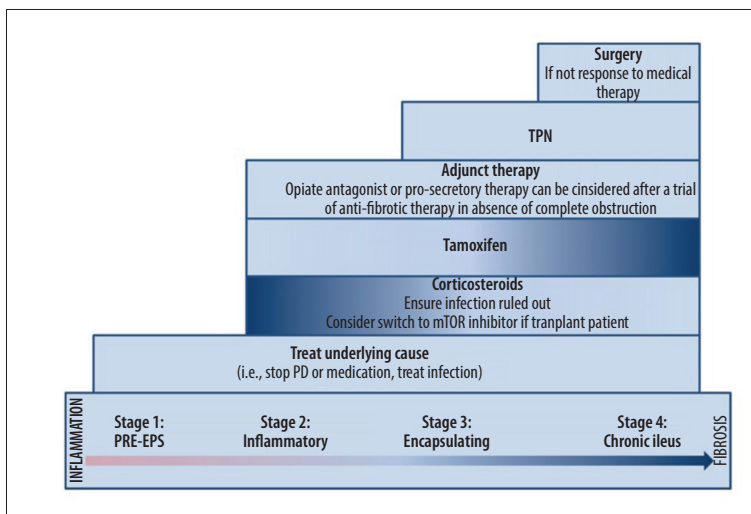 Surgery
If not response to medical
therapy
TPN
Adjunct therapy
Opiate antagonist or pro-secretory therapy can be cinsidered after a trial
of anti-fibrotic therapy in absence of complete obstruction
Tamoxifen
Corticosteroids
Ensure infection ruled out
Consider switch to mTOR inhibitor if tranplant patient
Treat underlying cause
(i.e., stop PD or medication, treat infection)
INFLAMMATION
Stage 1:
PRE-EPS
Stage 2:
Inflammatory
Stage 3:
Encapsulating
Stage 4:
Chronic ileus
FIBROSIS